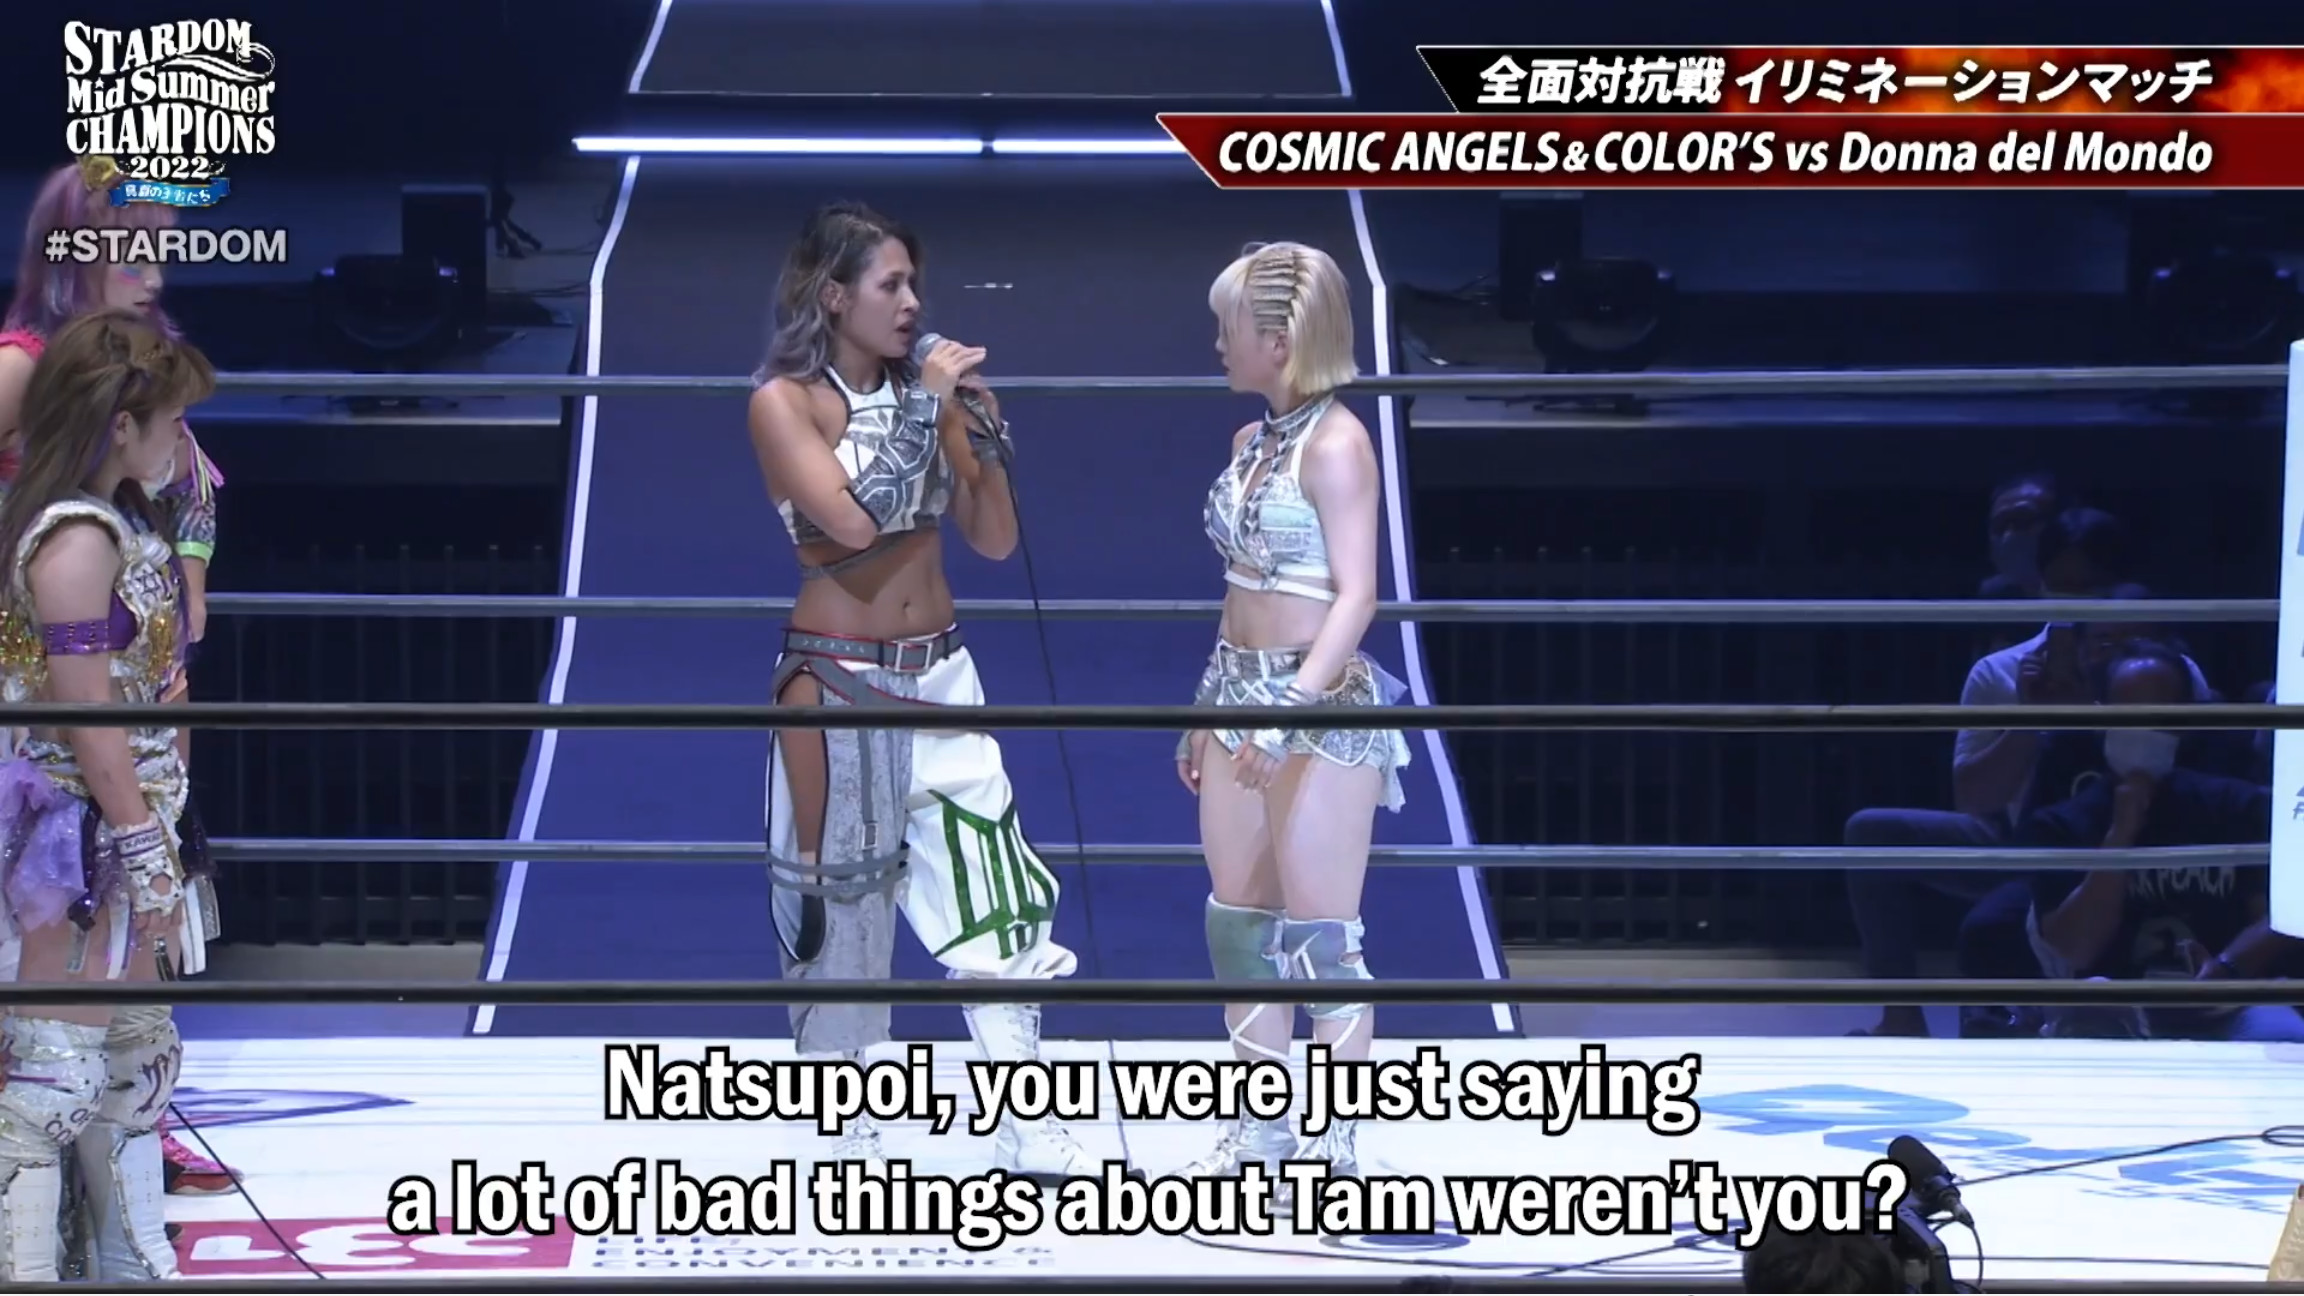 STARDOM
Mid Summer
CHAMPIONS
2022
#STARDOM
全面対抗戦 イリミネーションマッチ
COSMIC ANGELS&COLOR'S vs Donna del Mondo
Natsupoi, you were just saying
a lot of bad things about Tam weren't you?
ENJOYMENT &
CONVENIENCE